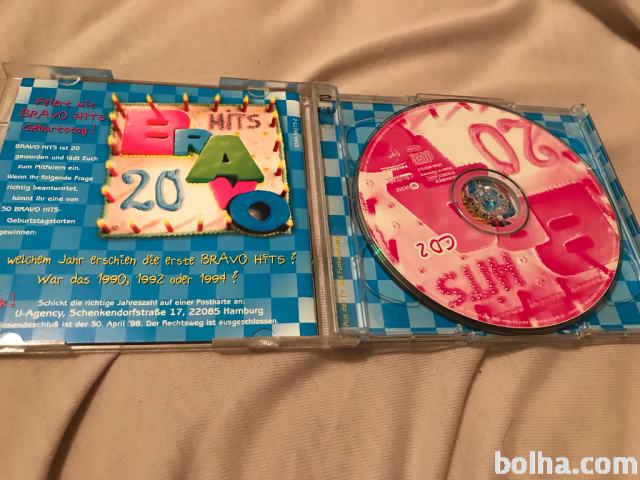 Feiert mit
BRAVO HITS
Geburtstag!
BRAVO HITS ist 20
geworden und lädt Euch
zum Mitfeiern ein.
Wenn Ihr folgende Frage
richtig beantwortet,
könnt Ihr eine von
50 BRAVO HITS-
Geburtstagstorten
gewinnen:
welchem Jahr erschien die erste BRAVO HITS?
War das 1990, 1992 oder 1994?
Schickt die richtige Jahreszahl auf einer Postkarte an:
U-Agency, Schenkendorfstraße 17, 22085 Hamburg
ist der 30. April '98. Der Rechtsweg ist ausgeschlossen.
HITS
BRAVO
20
20
B
CD 2
HITS
bolha.com